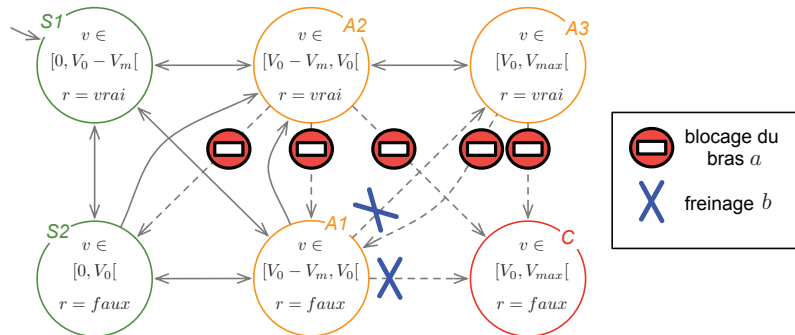 S1
v ∈
[0, V₀ − Vₘ[
r = vrai
A2
v ∈
[V₀ − Vₘ, V₀[
r = vrai
A3
v ∈
[V₀, Vₘₐₓ[
r = vrai
S2
v ∈
[0, V₀[
r = faux
A1
v ∈
[V₀ − Vₘ, V₀[
r = faux
C
v ∈
[V₀, Vₘₐₓ[
r = faux
blocage du
bras a
freinage b